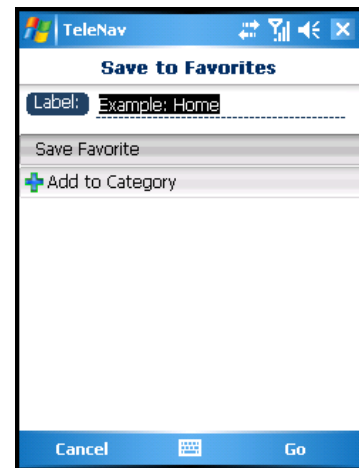 TeleNav
Save to Favorites
Label: Example: Home
Save Favorite
Add to Category
Cancel Go